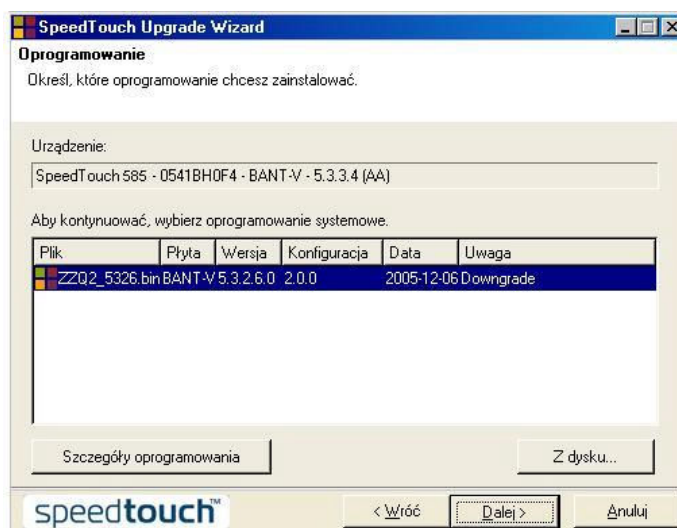 SpeedTouch Upgrade Wizard
Oprogramowanie
Określ, które oprogramowanie chcesz zainstalować.
Urządzenie:
SpeedTouch 585 - 0541BH0F4 - BANT-V - 5.3.3.4 (AA)
Aby kontynuować, wybierz oprogramowanie systemowe.
Plik Płyta Wersja Konfiguracja Data Uwaga
ZZQ2_5326.bin BANT-V 5.3.2.6.0 2.0.0 2005-12-06 Downgrade
Szczegóły oprogramowania Z dysku...
speedtouch™ < Wróć Dalej > Anuluj